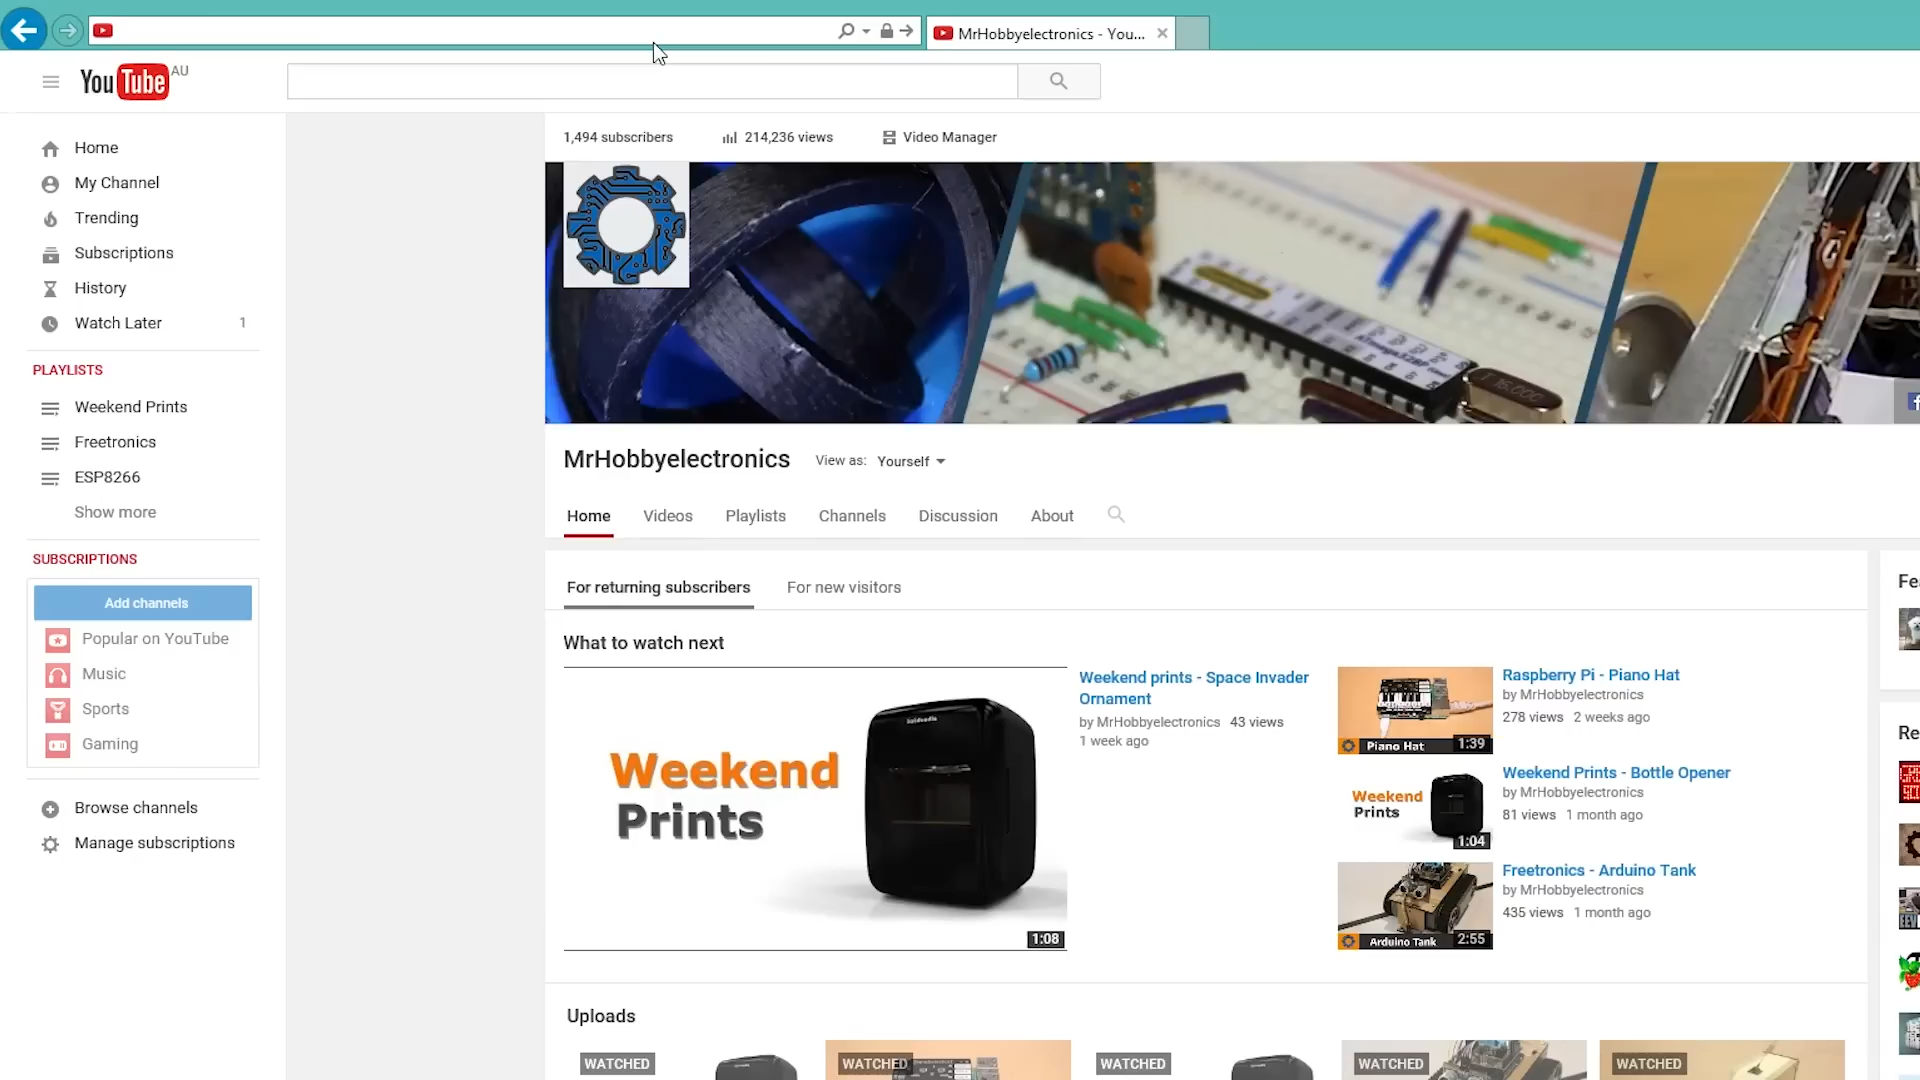 MrHobbyelectronics - You...
YouTube AU
1,494 subscribers
214,236 views
Video Manager
Home
My Channel
Trending
Subscriptions
History
Watch Later 1
PLAYLISTS
Weekend Prints
Freetronics
ESP8266
Show more
SUBSCRIPTIONS
Add channels
Popular on YouTube
Music
Sports
Gaming
Browse channels
Manage subscriptions
ATmega328P
MrHobbyelectronics
View as: Yourself
Home
Videos
Playlists
Channels
Discussion
About
For returning subscribers
For new visitors
What to watch next
Weekend
Prints
1:08
Weekend prints - Space Invader
Ornament
by MrHobbyelectronics 43 views
1 week ago
Piano Hat 1:39
Raspberry Pi - Piano Hat
by MrHobbyelectronics
278 views 2 weeks ago
Weekend
Prints
1:04
Weekend Prints - Bottle Opener
by MrHobbyelectronics
81 views 1 month ago
Arduino Tank 2:55
Freetronics - Arduino Tank
by MrHobbyelectronics
435 views 1 month ago
Fe
Re
Uploads
WATCHED
WATCHED
WATCHED
WATCHED
WATCHED